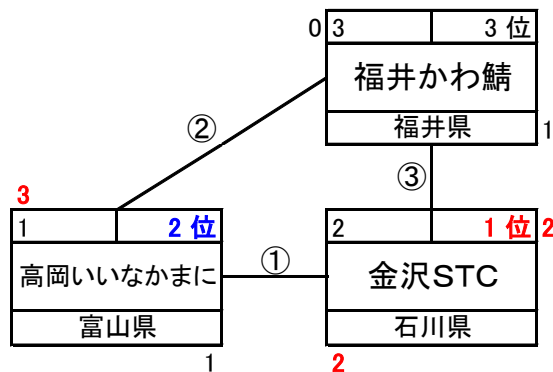 0 3 3 位
福井かわ鯖
福井県 1
②
③
3
1 2 位
2 1 位 2
高岡いいなかまに
①
金沢STC
富山県
石川県
1
2